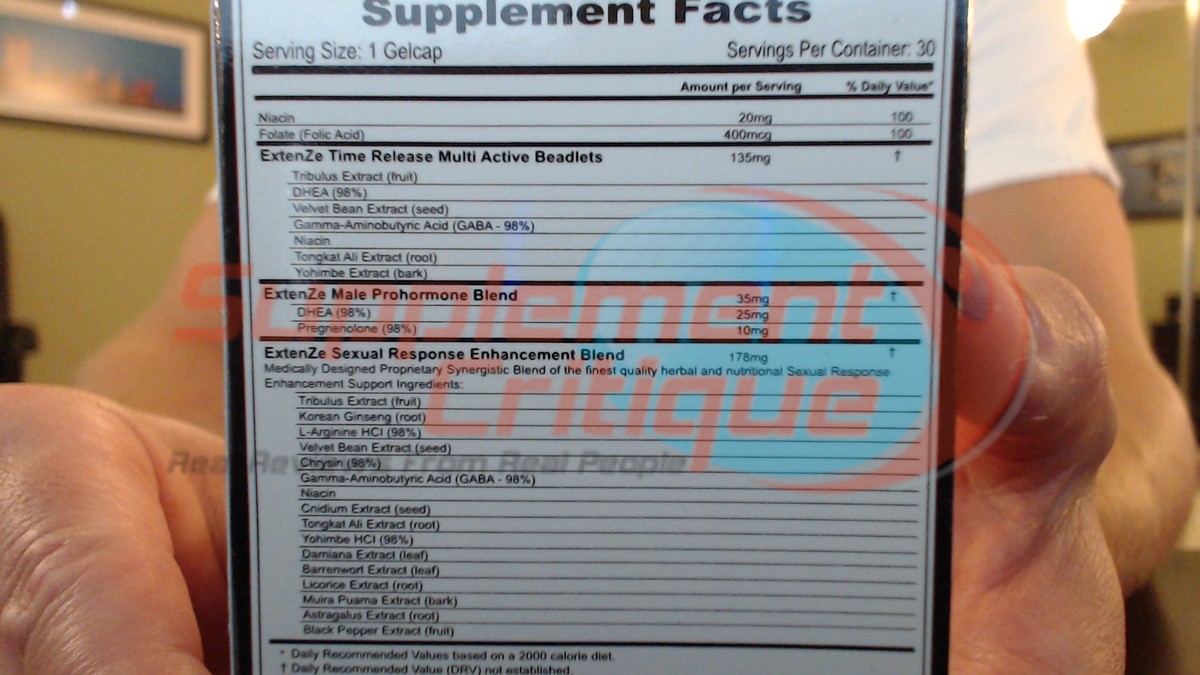 Supplement Facts
Serving Size: 1 Gelcap Servings Per Container: 30
Amount per Serving % Daily Value*
Niacin 20mg 100
Folate (Folic Acid) 400mcg 100
ExtenZe Time Release Multi Active Beadlets 135mg †
Tribulus Extract (fruit)
DHEA (98%)
Velvet Bean Extract (seed)
Gamma-Aminobutyric Acid (GABA - 98%)
Niacin
Tongkat Ali Extract (root)
Yohimbe Extract (bark)
ExtenZe Male Prohormone Blend 35mg †
DHEA (98%) 25mg
Pregnenolone (98%) 10mg
ExtenZe Sexual Response Enhancement Blend 178mg †
Medically Designed Proprietary Synergistic Blend of the finest quality herbal and nutritional Sexual Response
Enhancement Support Ingredients:
Tribulus Extract (fruit)
Korean Ginseng (root)
L-Arginine HCl (98%)
Velvet Bean Extract (seed)
Chrysin (98%)
Gamma-Aminobutyric Acid (GABA - 98%)
Niacin
Cnidium Extract (seed)
Tongkat Ali Extract (root)
Yohimbe HCl (98%)
Damiana Extract (leaf)
Barrenwort Extract (leaf)
Licorice Extract (root)
Muira Puama Extract (bark)
Astragalus Extract (root)
Black Pepper Extract (fruit)
* Daily Recommended Values based on a 2000 calorie diet.
† Daily Recommended Value (DRV) not established.
Supplement
Critique
Real From Real People